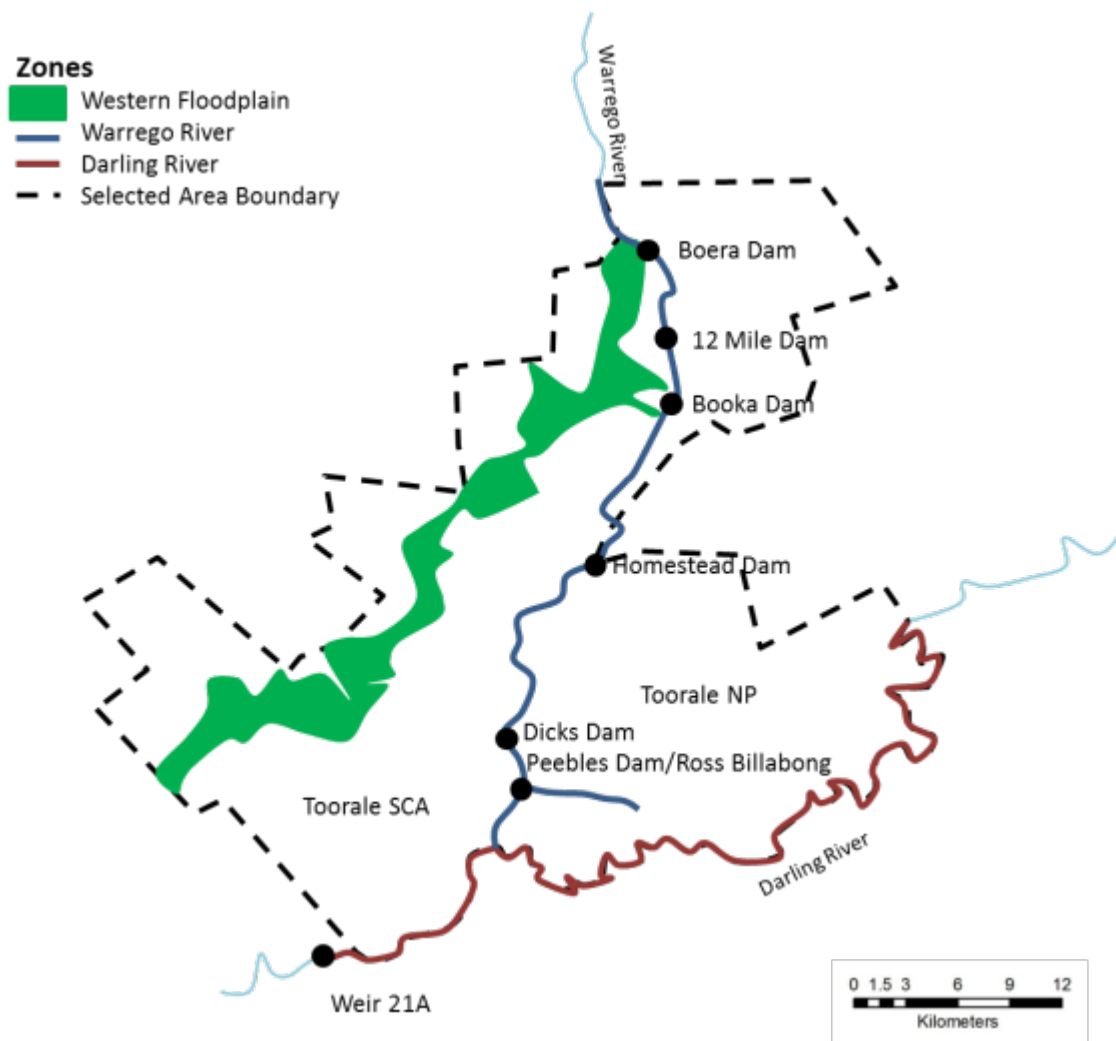 Zones
Western Floodplain
Warrego River
Darling River
Selected Area Boundary
Warrego River
Boera Dam
12 Mile Dam
Booka Dam
Homestead Dam
Toorale NP
Dicks Dam
Peebles Dam/Ross Billabong
Toorale SCA
Darling River
Weir 21A
0 1.5 3 6 9 12
Kilometers